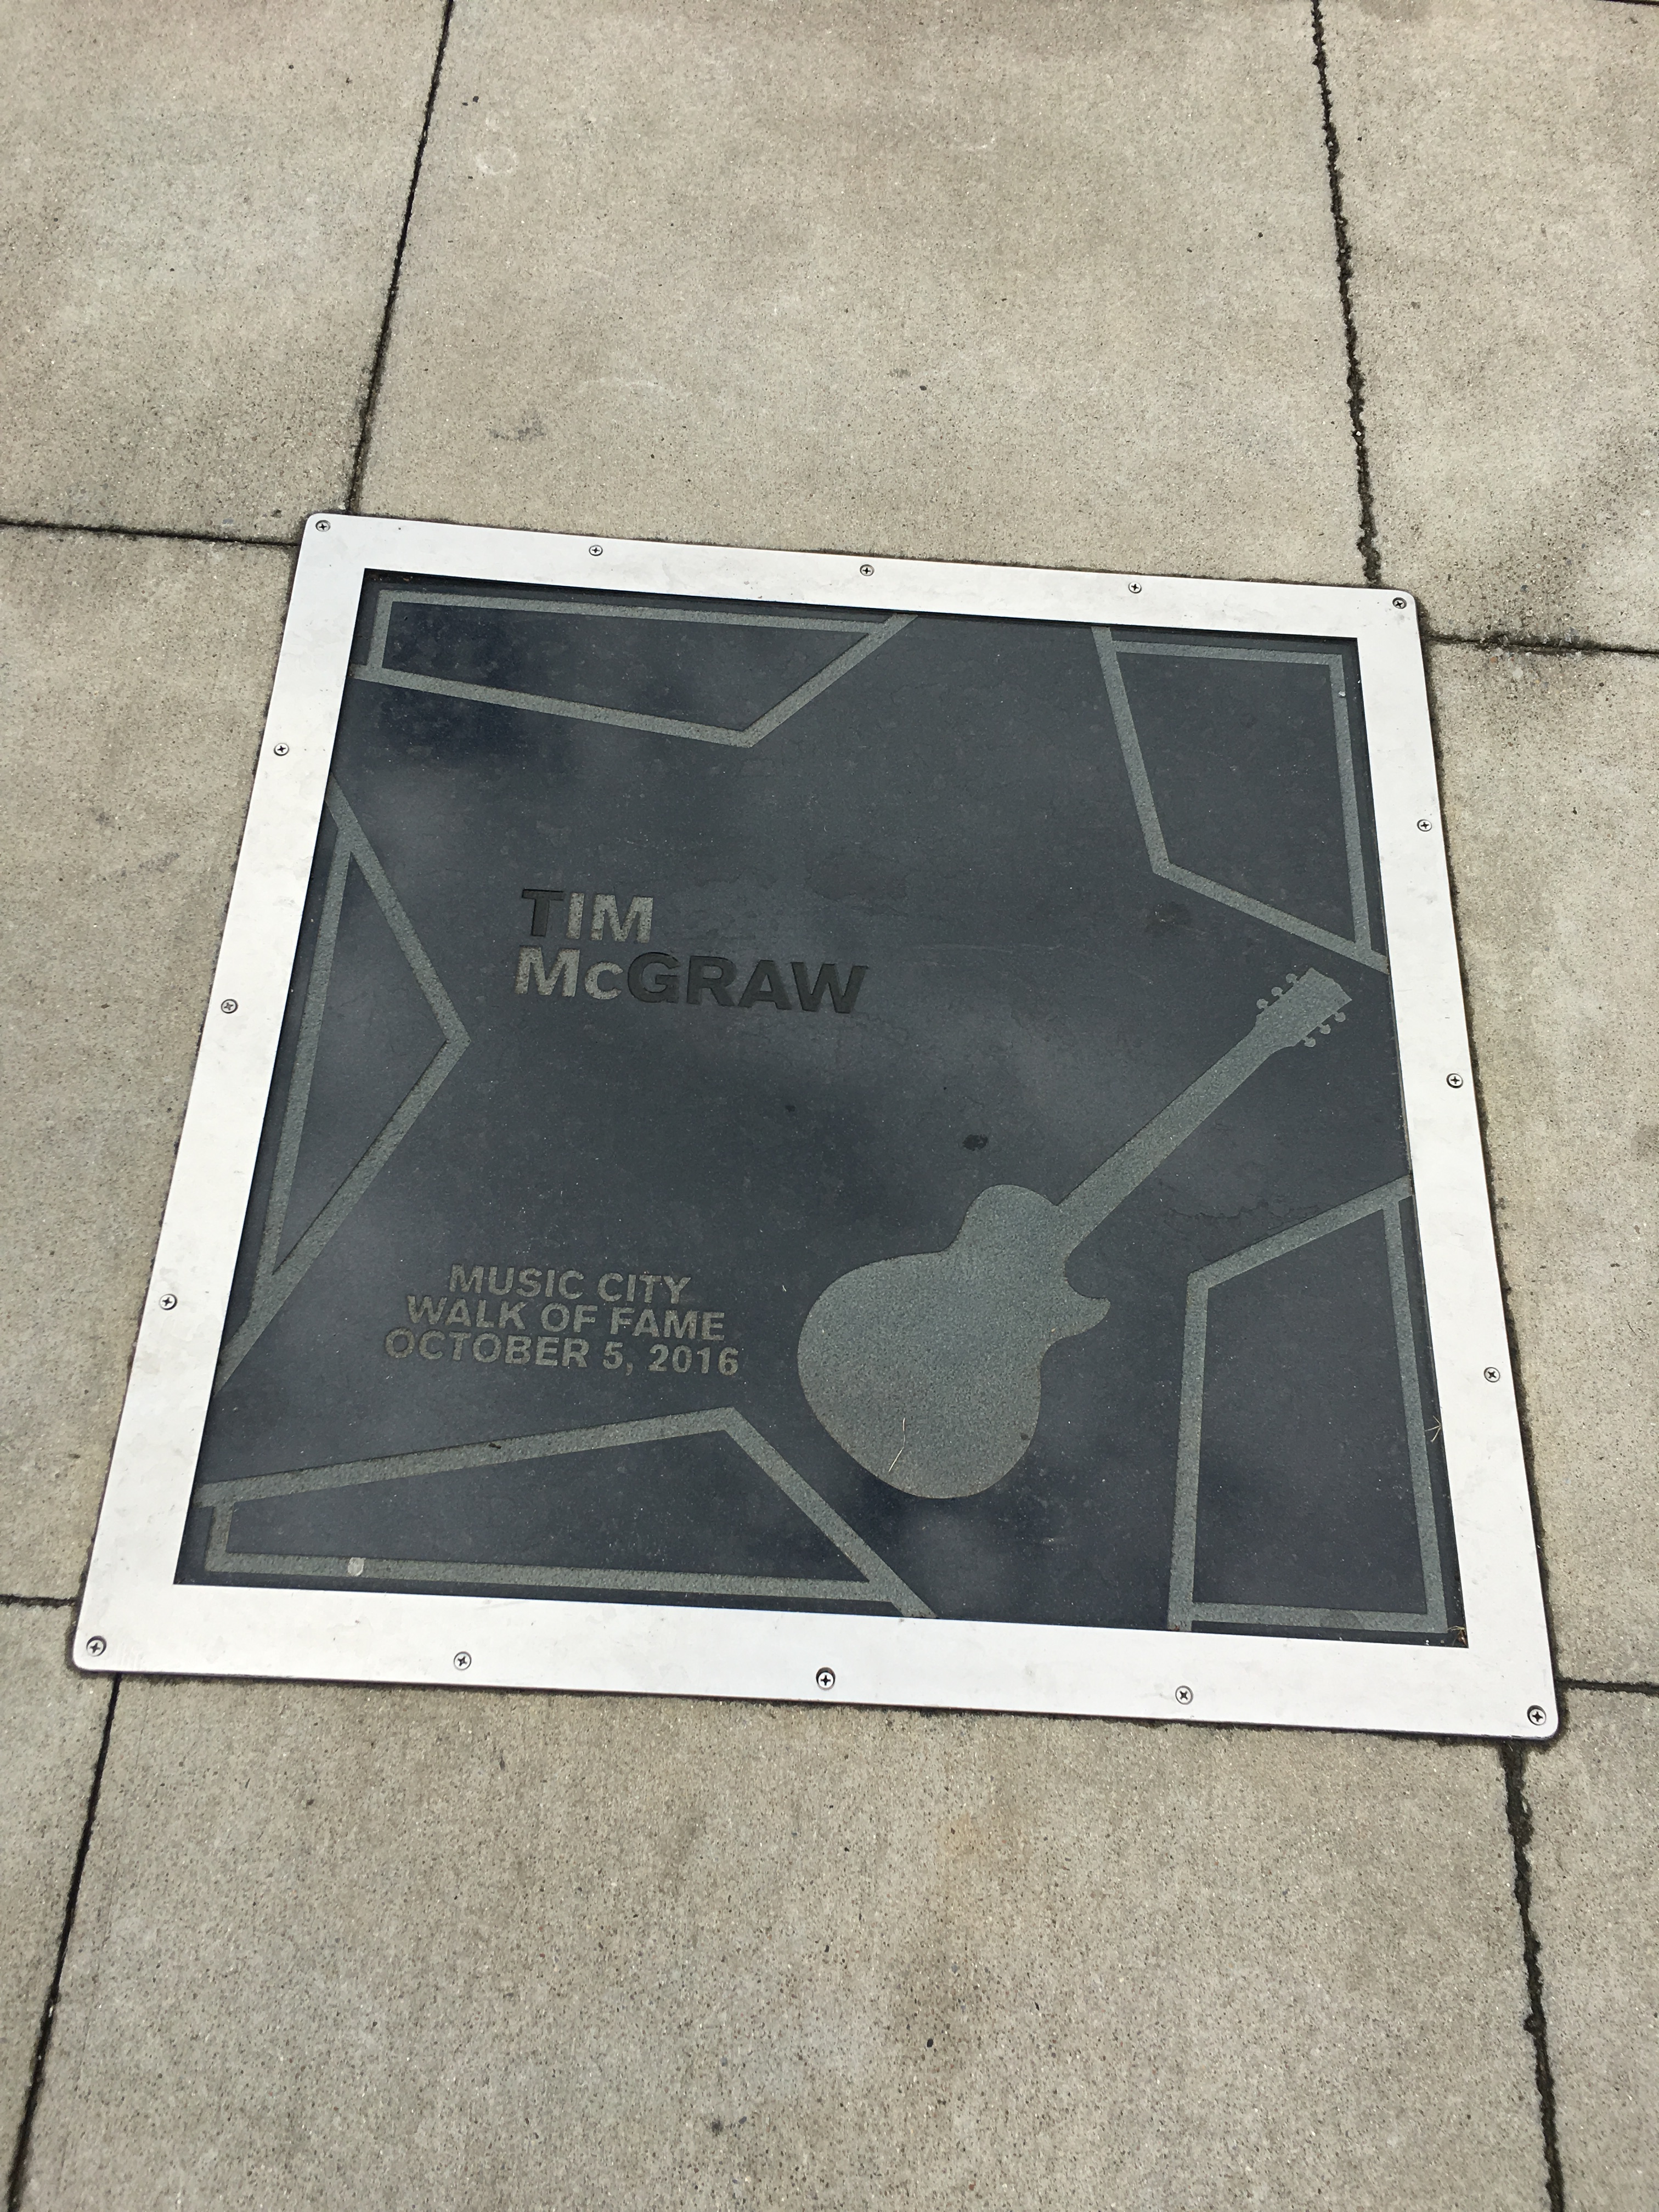 TIM
McGRAW
MUSIC CITY
WALK OF FAME
OCTOBER 5, 2016